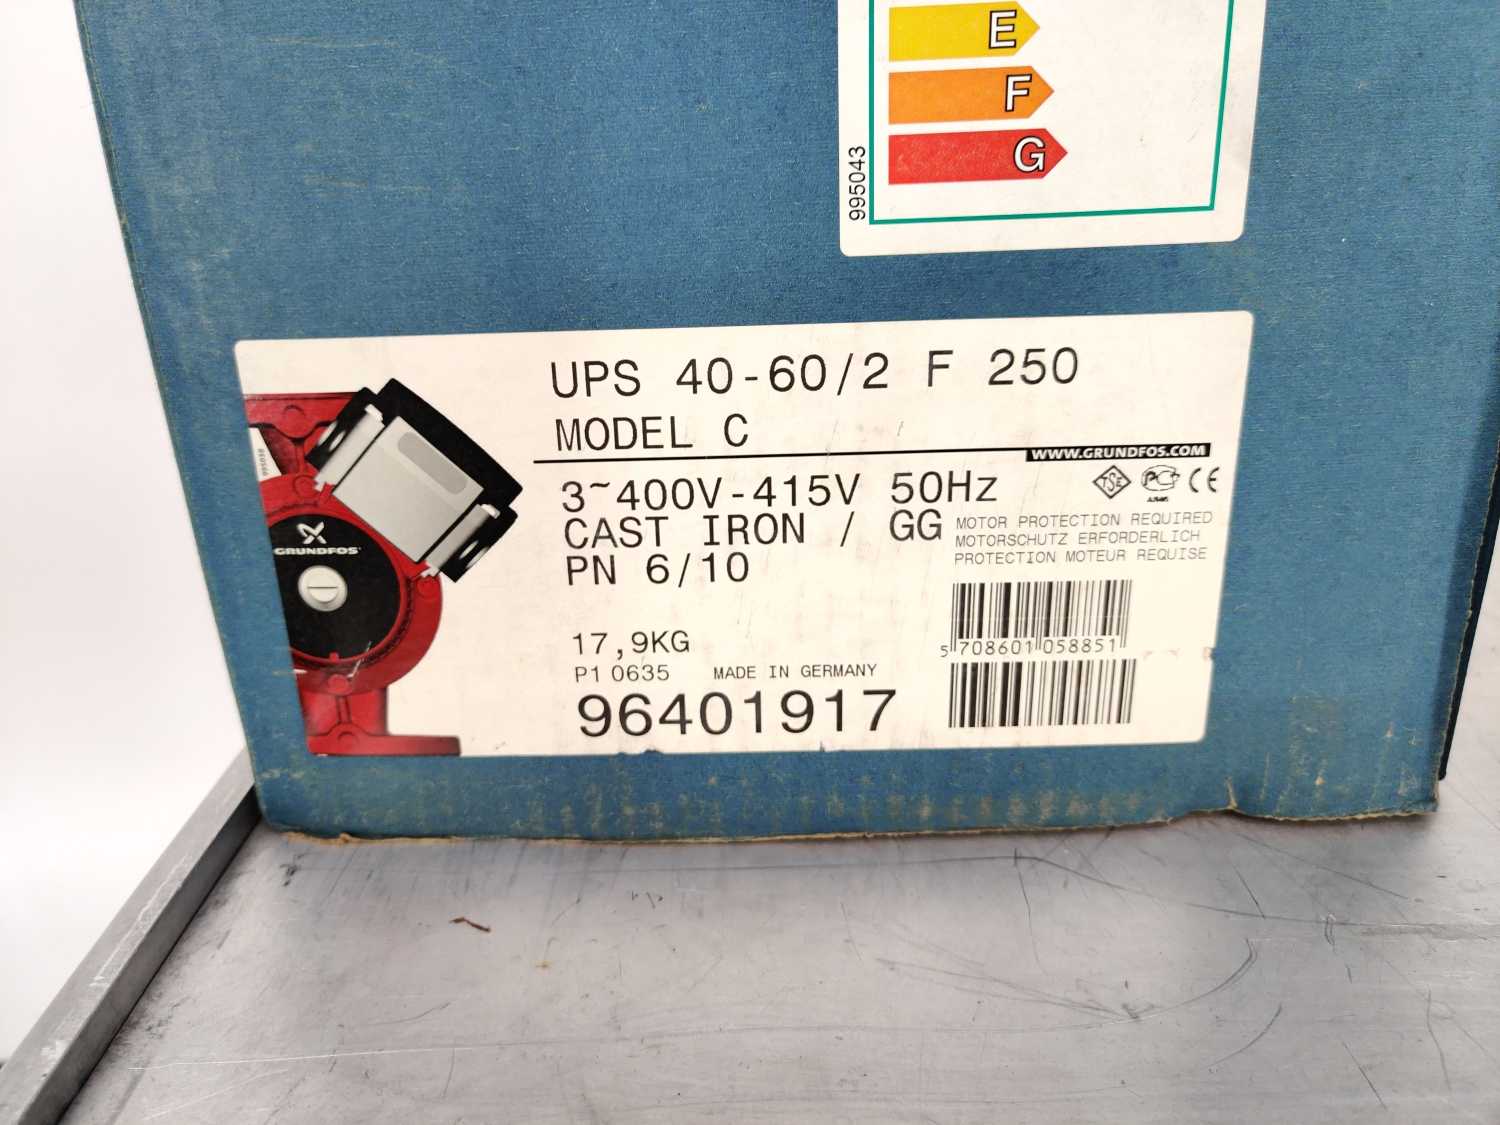 E
F
G
995043
UPS 40-60/2 F 250
MODEL C
WWW.GRUNDFOS.COM
3~400V-415V 50Hz
TSE
CE
CAST IRON / GG
MOTOR PROTECTION REQUIRED
MOTORSCHUTZ ERFORDERLICH
PROTECTION MOTEUR REQUISE
PN 6/10
GRUNDFOS
17,9KG
5 708601 058851
P1 0635 MADE IN GERMANY
96401917